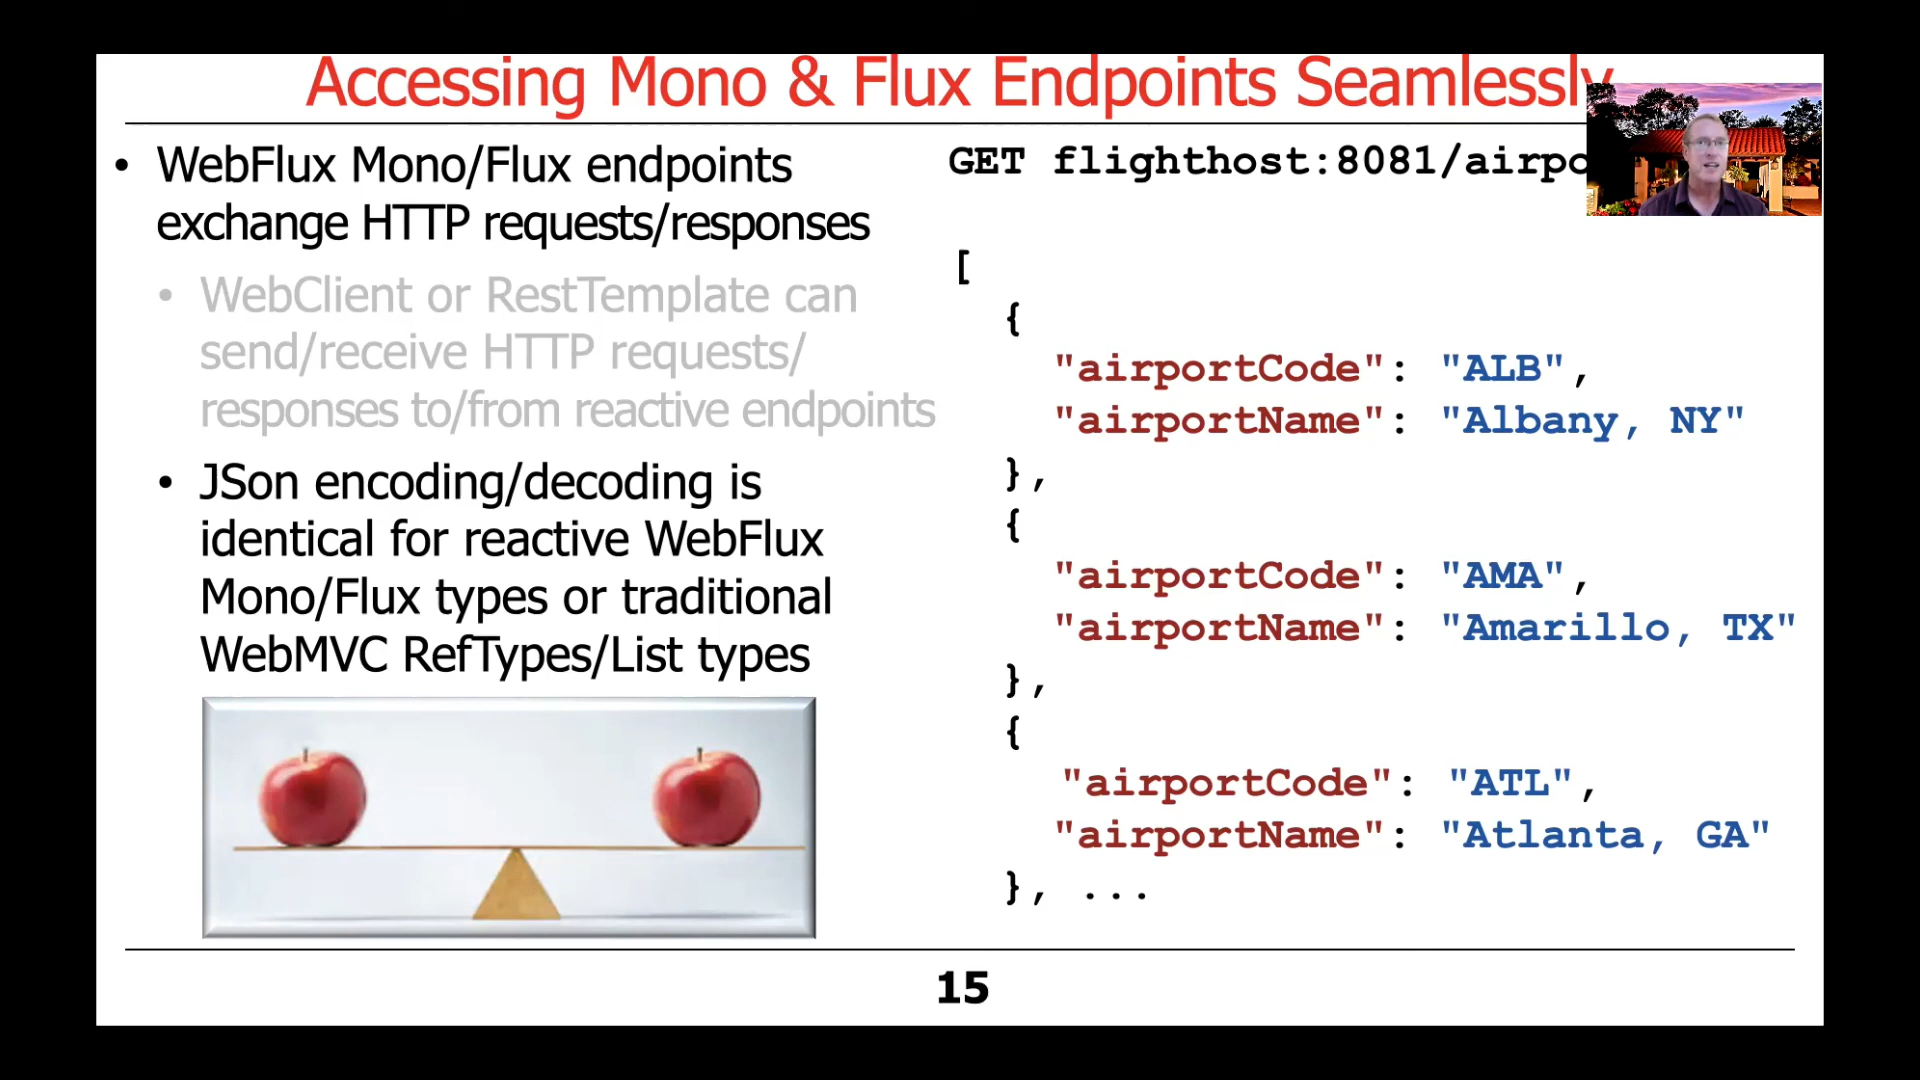 Accessing Mono & Flux Endpoints Seamlessly
• WebFlux Mono/Flux endpoints
exchange HTTP requests/responses
• WebClient or RestTemplate can
send/receive HTTP requests/
responses to/from reactive endpoints
• JSon encoding/decoding is
identical for reactive WebFlux
Mono/Flux types or traditional
WebMVC RefTypes/List types
GET flighthost:8081/airpo
[
{
"airportCode": "ALB",
"airportName": "Albany, NY"
},
{
"airportCode": "AMA",
"airportName": "Amarillo, TX"
},
{
"airportCode": "ATL",
"airportName": "Atlanta, GA"
}, ...
15